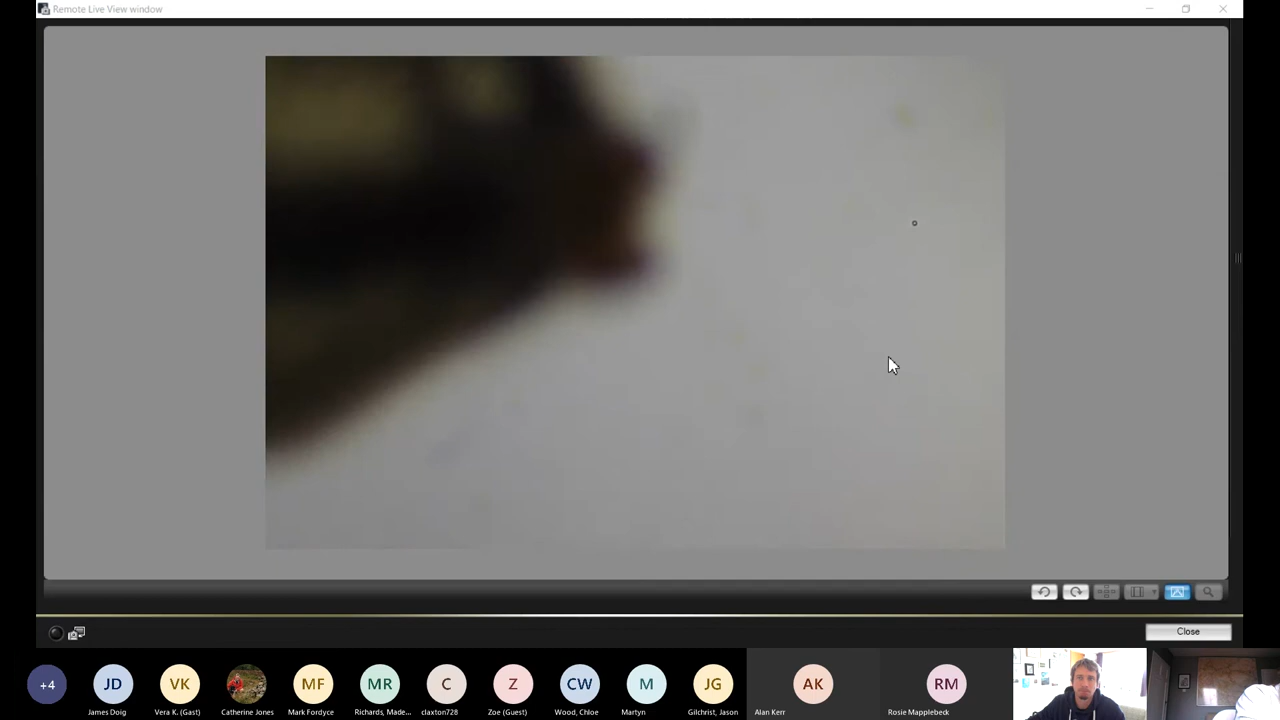 Remote Live View window
Close
+4
JD
VK
MF
MR
C
Z
CW
M
JG
AK
RM
James Doig
Vera K. (Gast)
Catherine Jones
Mark Fordyce
Richards, Made...
claxton728
Zoe (Guest)
Wood, Chloe
Martyn
Gilchrist, Jason
Alan Kerr
Rosie Mapplebeck